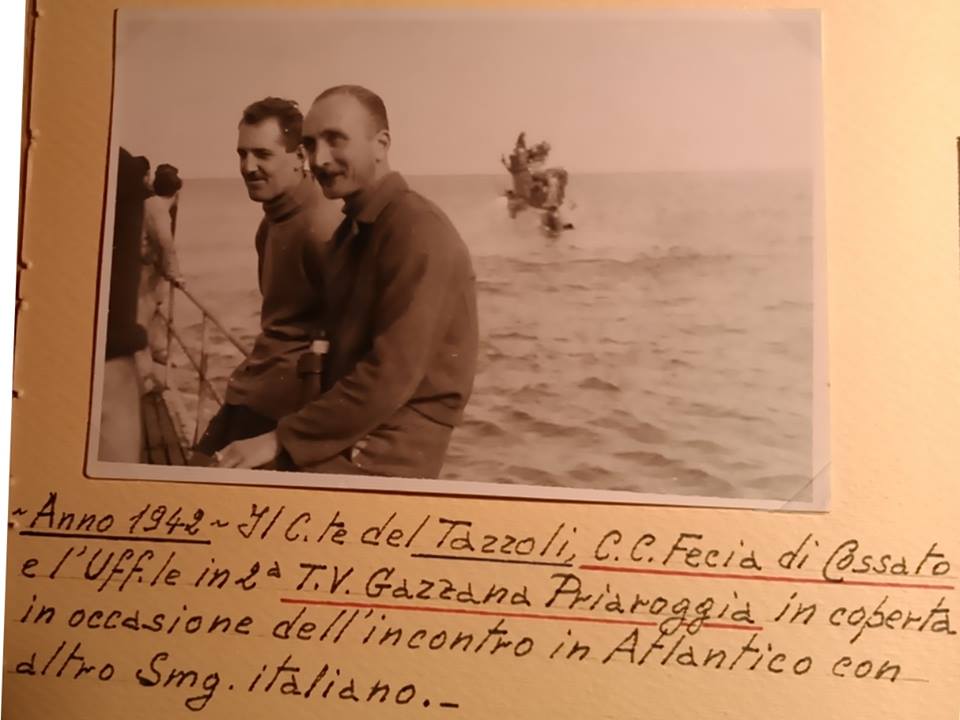 ~Anno 1942~ Il C.te del Tazzoli, C.C. Fecia di Cossato
e l'Uff.le in 2ª T.V. Gazzana Priaroggia in coperta
in occasione dell'incontro in Atlantico con
altro Smg. italiano._